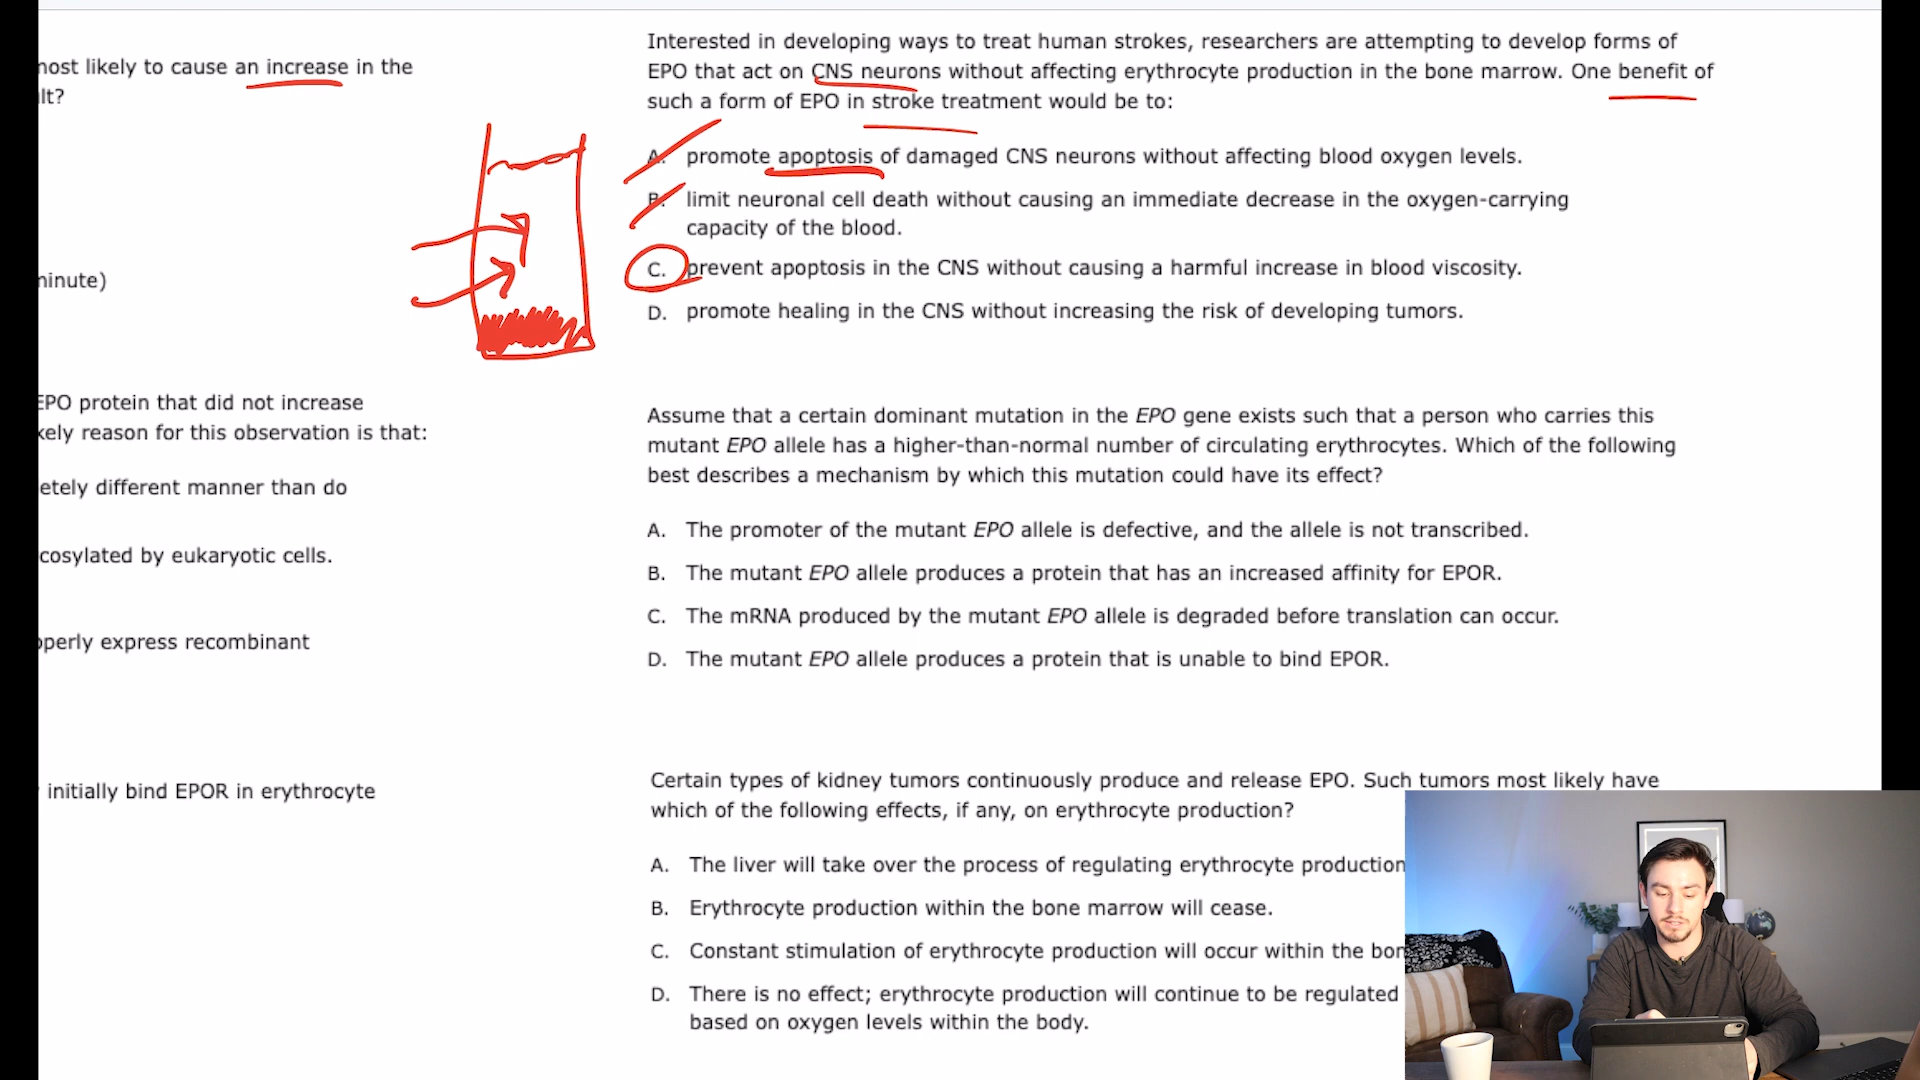 most likely to cause an increase in the
lt?
minute)
EPO protein that did not increase
kely reason for this observation is that:
etely different manner than do
cosylated by eukaryotic cells.
operly express recombinant
initially bind EPOR in erythrocyte
Interested in developing ways to treat human strokes, researchers are attempting to develop forms of
EPO that act on CNS neurons without affecting erythrocyte production in the bone marrow. One benefit of
such a form of EPO in stroke treatment would be to:
A. promote apoptosis of damaged CNS neurons without affecting blood oxygen levels.
B. limit neuronal cell death without causing an immediate decrease in the oxygen-carrying
capacity of the blood.
C. prevent apoptosis in the CNS without causing a harmful increase in blood viscosity.
D. promote healing in the CNS without increasing the risk of developing tumors.
Assume that a certain dominant mutation in the EPO gene exists such that a person who carries this
mutant EPO allele has a higher-than-normal number of circulating erythrocytes. Which of the following
best describes a mechanism by which this mutation could have its effect?
A. The promoter of the mutant EPO allele is defective, and the allele is not transcribed.
B. The mutant EPO allele produces a protein that has an increased affinity for EPOR.
C. The mRNA produced by the mutant EPO allele is degraded before translation can occur.
D. The mutant EPO allele produces a protein that is unable to bind EPOR.
Certain types of kidney tumors continuously produce and release EPO. Such tumors most likely have
which of the following effects, if any, on erythrocyte production?
A. The liver will take over the process of regulating erythrocyte production
B. Erythrocyte production within the bone marrow will cease.
C. Constant stimulation of erythrocyte production will occur within the bon
D. There is no effect; erythrocyte production will continue to be regulated
based on oxygen levels within the body.